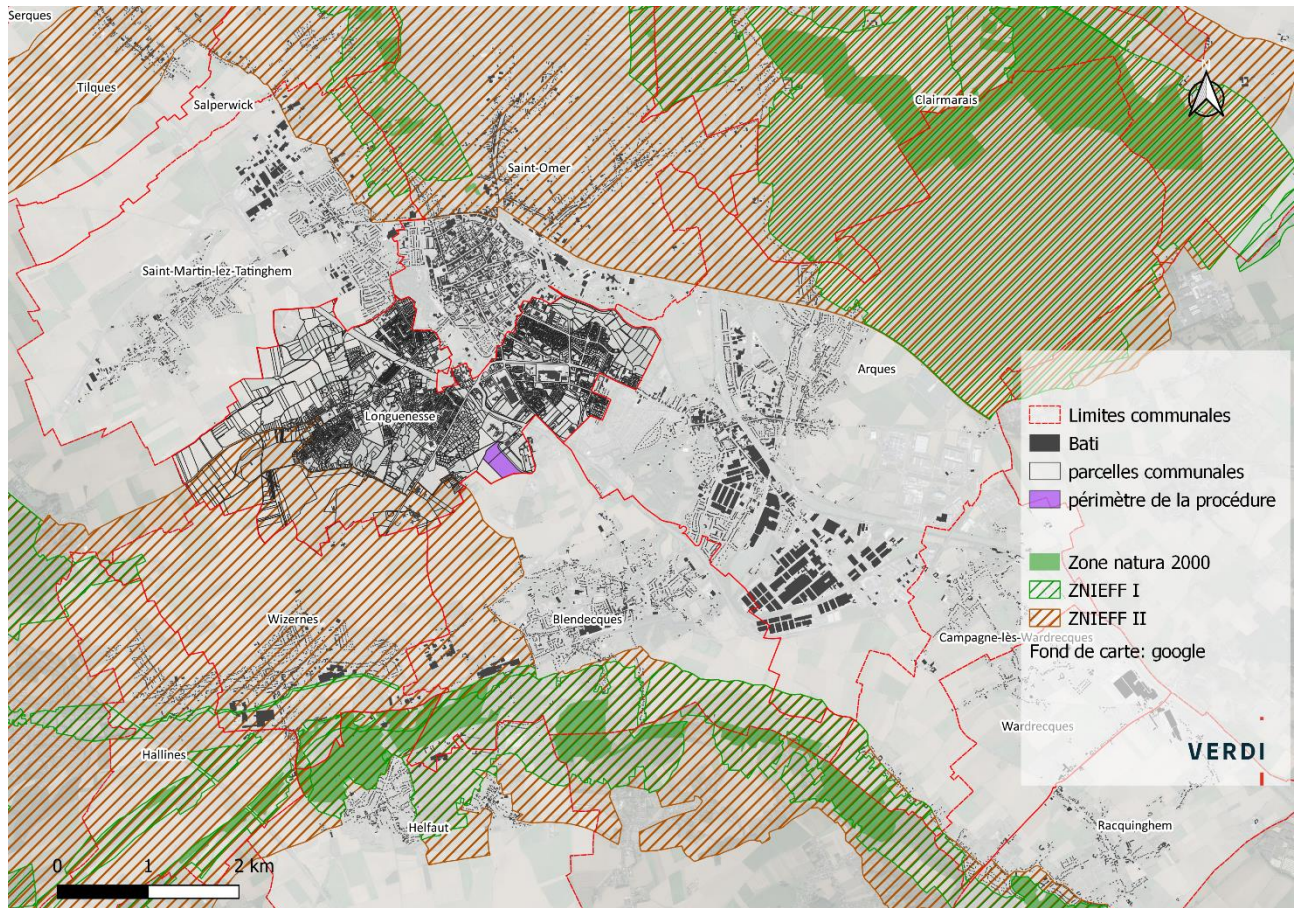 Serques
Tilques
Salperwick
Clairmarais
N
Saint-Omer
Saint-Martin-lez-Tatinghem
Arques
Longuenesse
Limites communales
Bati
parcelles communales
périmètre de la procédure
Zone natura 2000
ZNIEFF I
ZNIEFF II
Fond de carte: google
Wizernes
Blendecques
Campagne-lès-Wardrecques
Wardrecques
Hallines
VERDI
Helfaut
Racquinghem
0 1 2 km